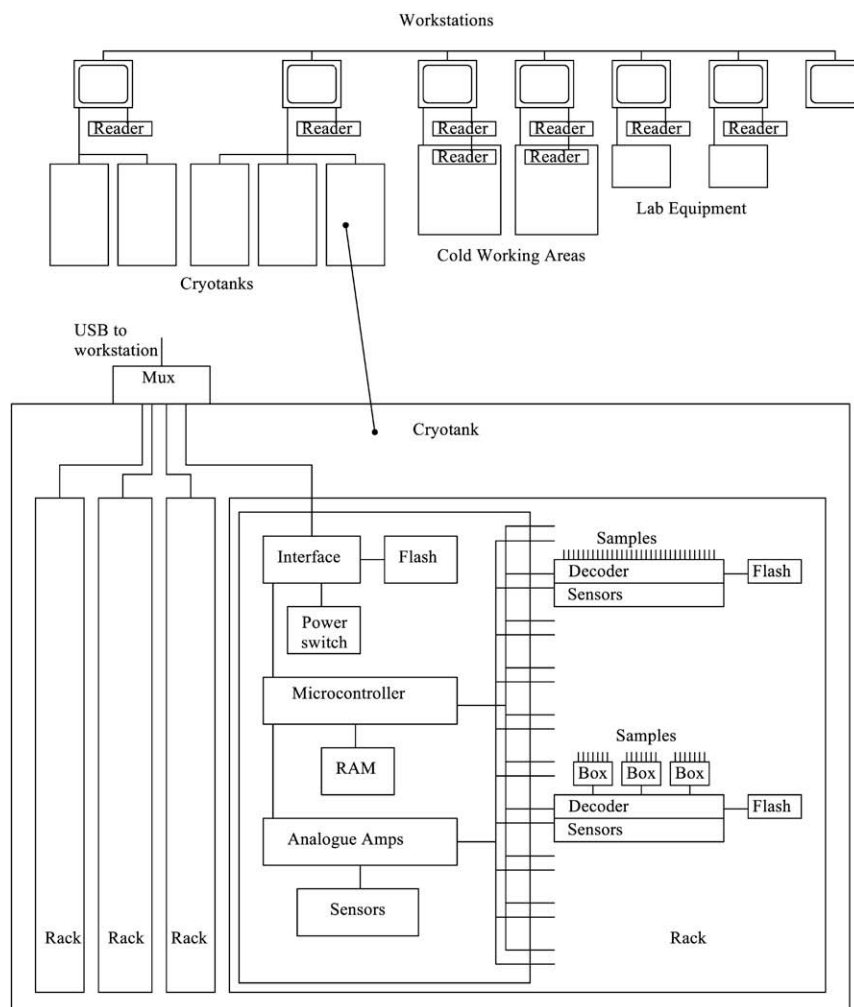 Workstations
Reader
Reader
Reader
Reader
Reader
Reader
Reader
Reader
Lab Equipment
Cold Working Areas
Cryotanks
USB to
workstation
Mux
Cryotank
Interface
Flash
Samples
Decoder
Flash
Sensors
Power
switch
Microcontroller
RAM
Samples
Box
Box
Box
Decoder
Flash
Sensors
Analogue Amps
Sensors
Rack
Rack
Rack
Rack